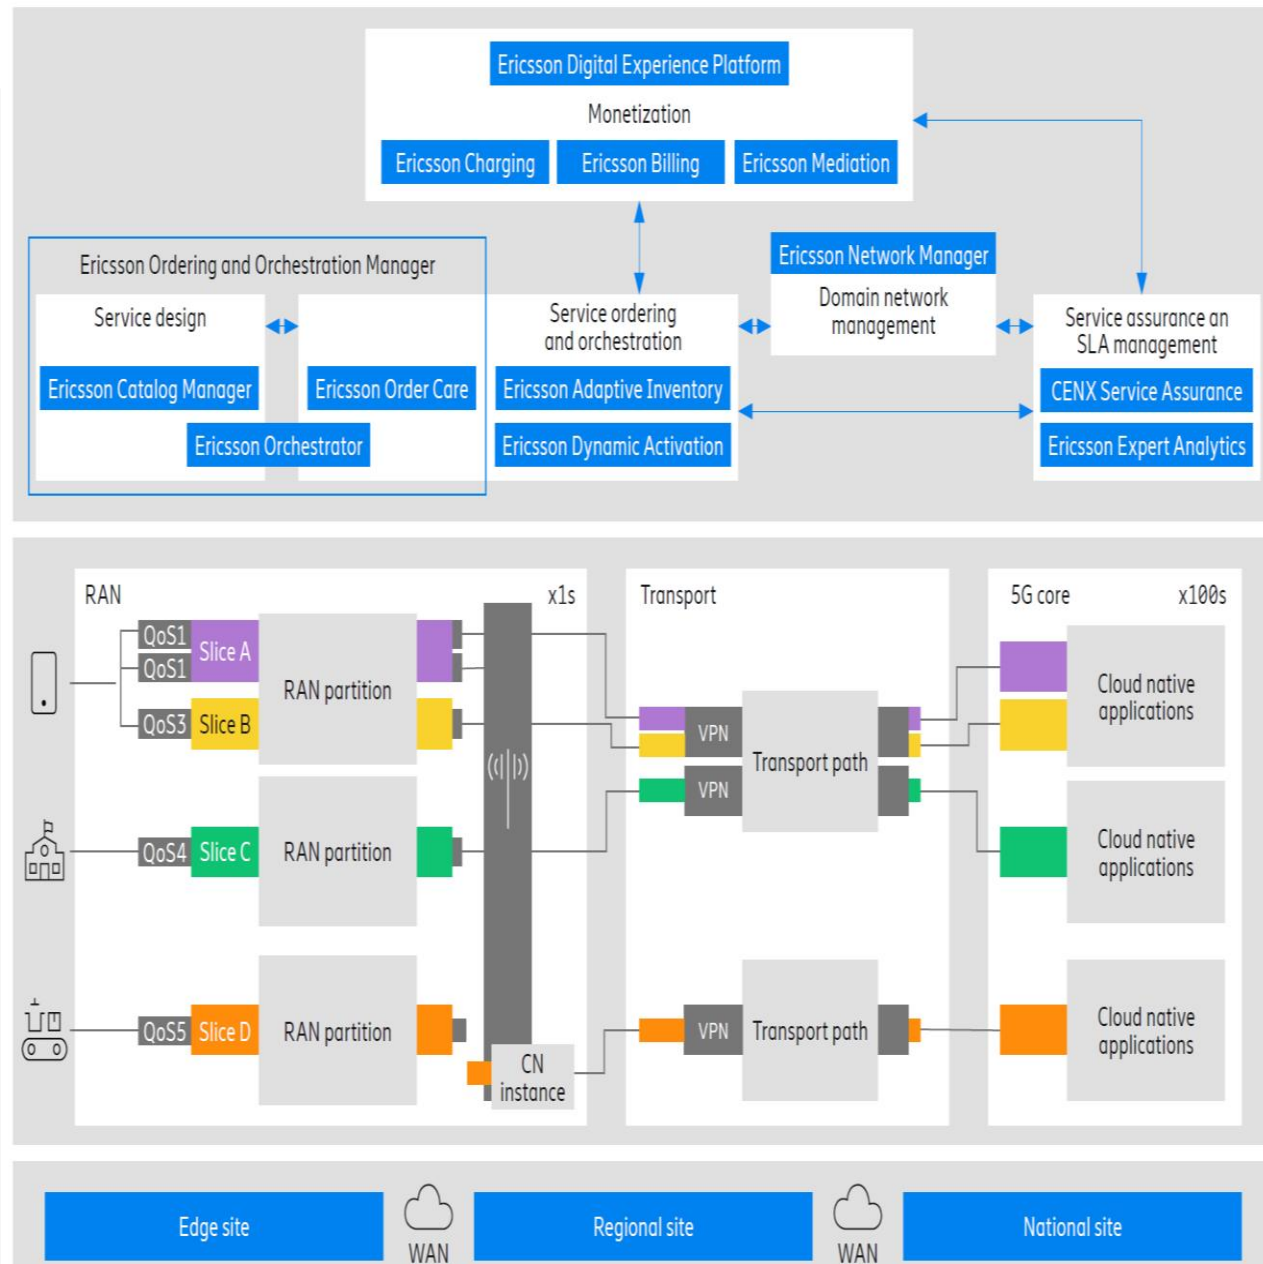 Ericsson Digital Experience Platform
Monetization
Ericsson Charging
Ericsson Billing
Ericsson Mediation
Ericsson Ordering and Orchestration Manager
Service design
Ericsson Catalog Manager
Ericsson Order Care
Ericsson Orchestrator
Service ordering
and orchestration
Ericsson Adaptive Inventory
Ericsson Dynamic Activation
Ericsson Network Manager
Domain network
management
Service assurance an
SLA management
CENX Service Assurance
Ericsson Expert Analytics
RAN
x1s
QoS1
QoS1
Slice A
QoS3
Slice B
RAN partition
QoS4
Slice C
RAN partition
QoS5
Slice D
RAN partition
CN
instance
Transport
VPN
VPN
Transport path
VPN
Transport path
5G core
x100s
Cloud native
applications
Cloud native
applications
Cloud native
applications
Edge site
WAN
Regional site
WAN
National site